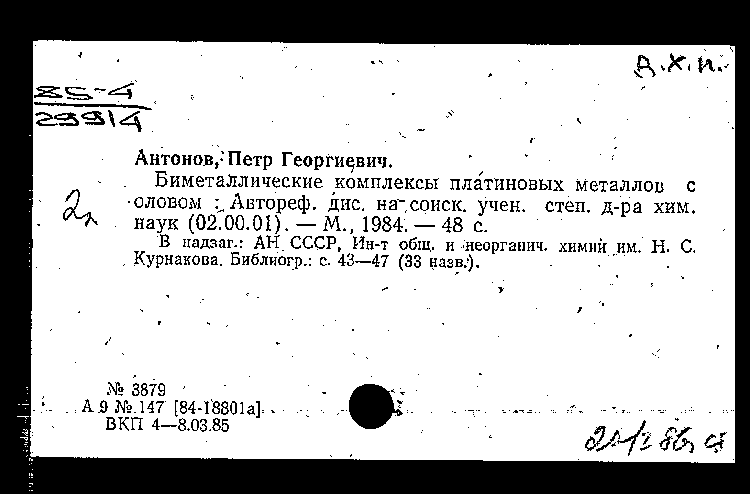 Д.Х.Н.
85-4
29914
Антонов, Петр Георгиевич.
Биметаллические комплексы платиновых металлов с
2л
оловом : Автореф. дис. на соиск. учен. степ. д-ра хим.
наук (02.00.01). — М., 1984. — 48 с.
В надзаг.: АН СССР, Ин-т общ. и неорганич. химии им. Н. С.
Курнакова. Библиогр.: с. 43—47 (33 назв.).
№ 3879
А 9 № 147 [84-18801а]
ВКП 4—8.03.85